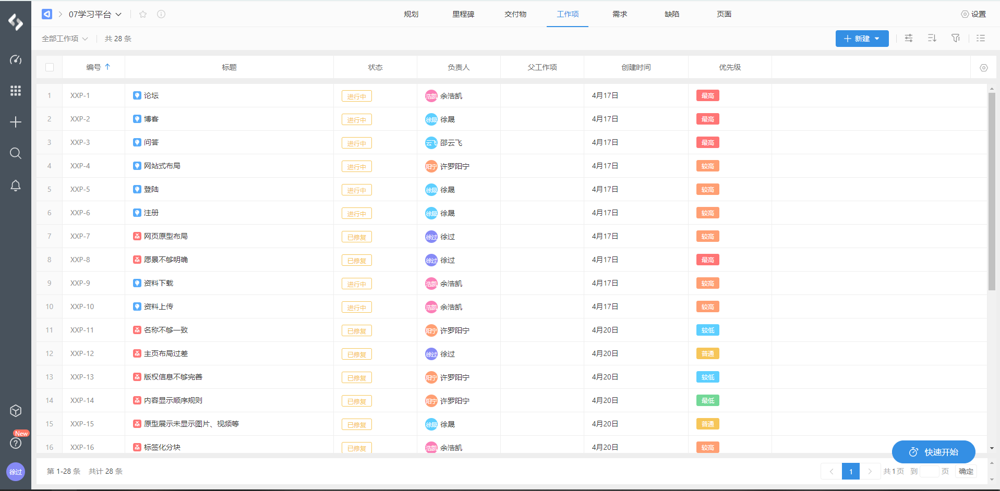 07学习平台
规划 里程碑 交付物 工作项 需求 缺陷 页面
设置
全部工作项 共 28 条
新建
编号 标题 状态 负责人 父工作项 创建时间 优先级
1 XXP-1 论坛 进行中 浩凯 余浩凯 4月17日 最高
2 XXP-2 博客 进行中 徐晟 徐晟 4月17日 最高
3 XXP-3 问答 进行中 云飞 邵云飞 4月17日 最高
4 XXP-4 网站式布局 进行中 阳宁 许罗阳宁 4月17日 较高
5 XXP-5 登陆 进行中 徐晟 徐晟 4月17日 较高
6 XXP-6 注册 进行中 徐晟 徐晟 4月17日 较高
7 XXP-7 网页原型布局 已修复 徐过 徐过 4月17日 较高
8 XXP-8 愿景不够明确 已修复 徐过 徐过 4月17日 最高
9 XXP-9 资料下载 进行中 浩凯 余浩凯 4月17日 较高
10 XXP-10 资料上传 进行中 浩凯 余浩凯 4月17日 较高
11 XXP-11 名称不够一致 已修复 阳宁 许罗阳宁 4月20日 较低
12 XXP-12 主页布局过差 已修复 徐过 徐过 4月20日 普通
13 XXP-13 版权信息不够完善 已修复 阳宁 许罗阳宁 4月20日 较低
14 XXP-14 内容显示顺序规则 已修复 阳宁 许罗阳宁 4月20日 最低
15 XXP-15 原型展示未显示图片、视频等 已修复 徐晟 徐晟 4月20日 普通
16 XXP-16 标签化分块 已修复 浩凯 余浩凯 4月20日 较高
New
快速开始
徐过
第 1-28 条 共计 28 条
1 共1页 到 页 确定